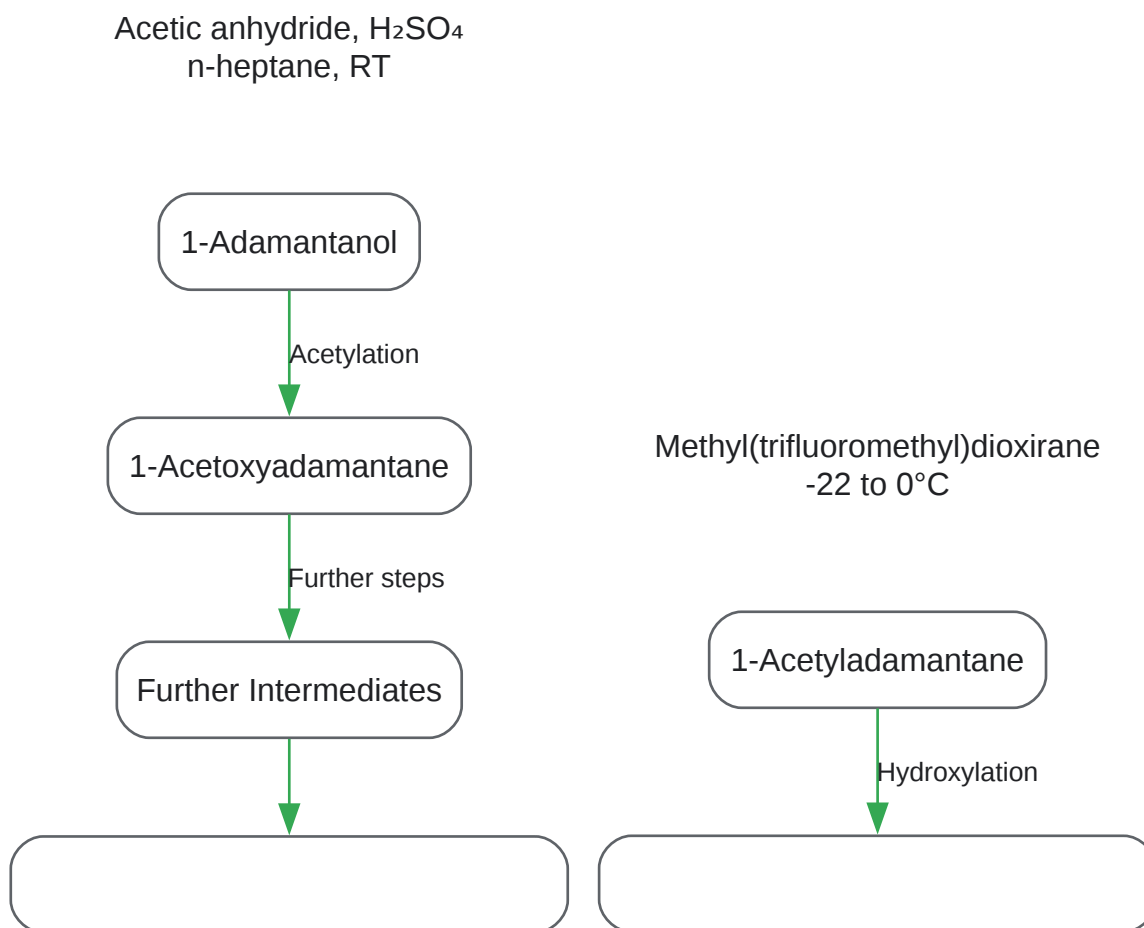 Acetic anhydride, H₂SO₄
n-heptane, RT
1-Adamantanol
Acetylation
1-Acetoxyadamantane
Further steps
Further Intermediates
Methyl(trifluoromethyl)dioxirane
-22 to 0°C
1-Acetyladamantane
Hydroxylation